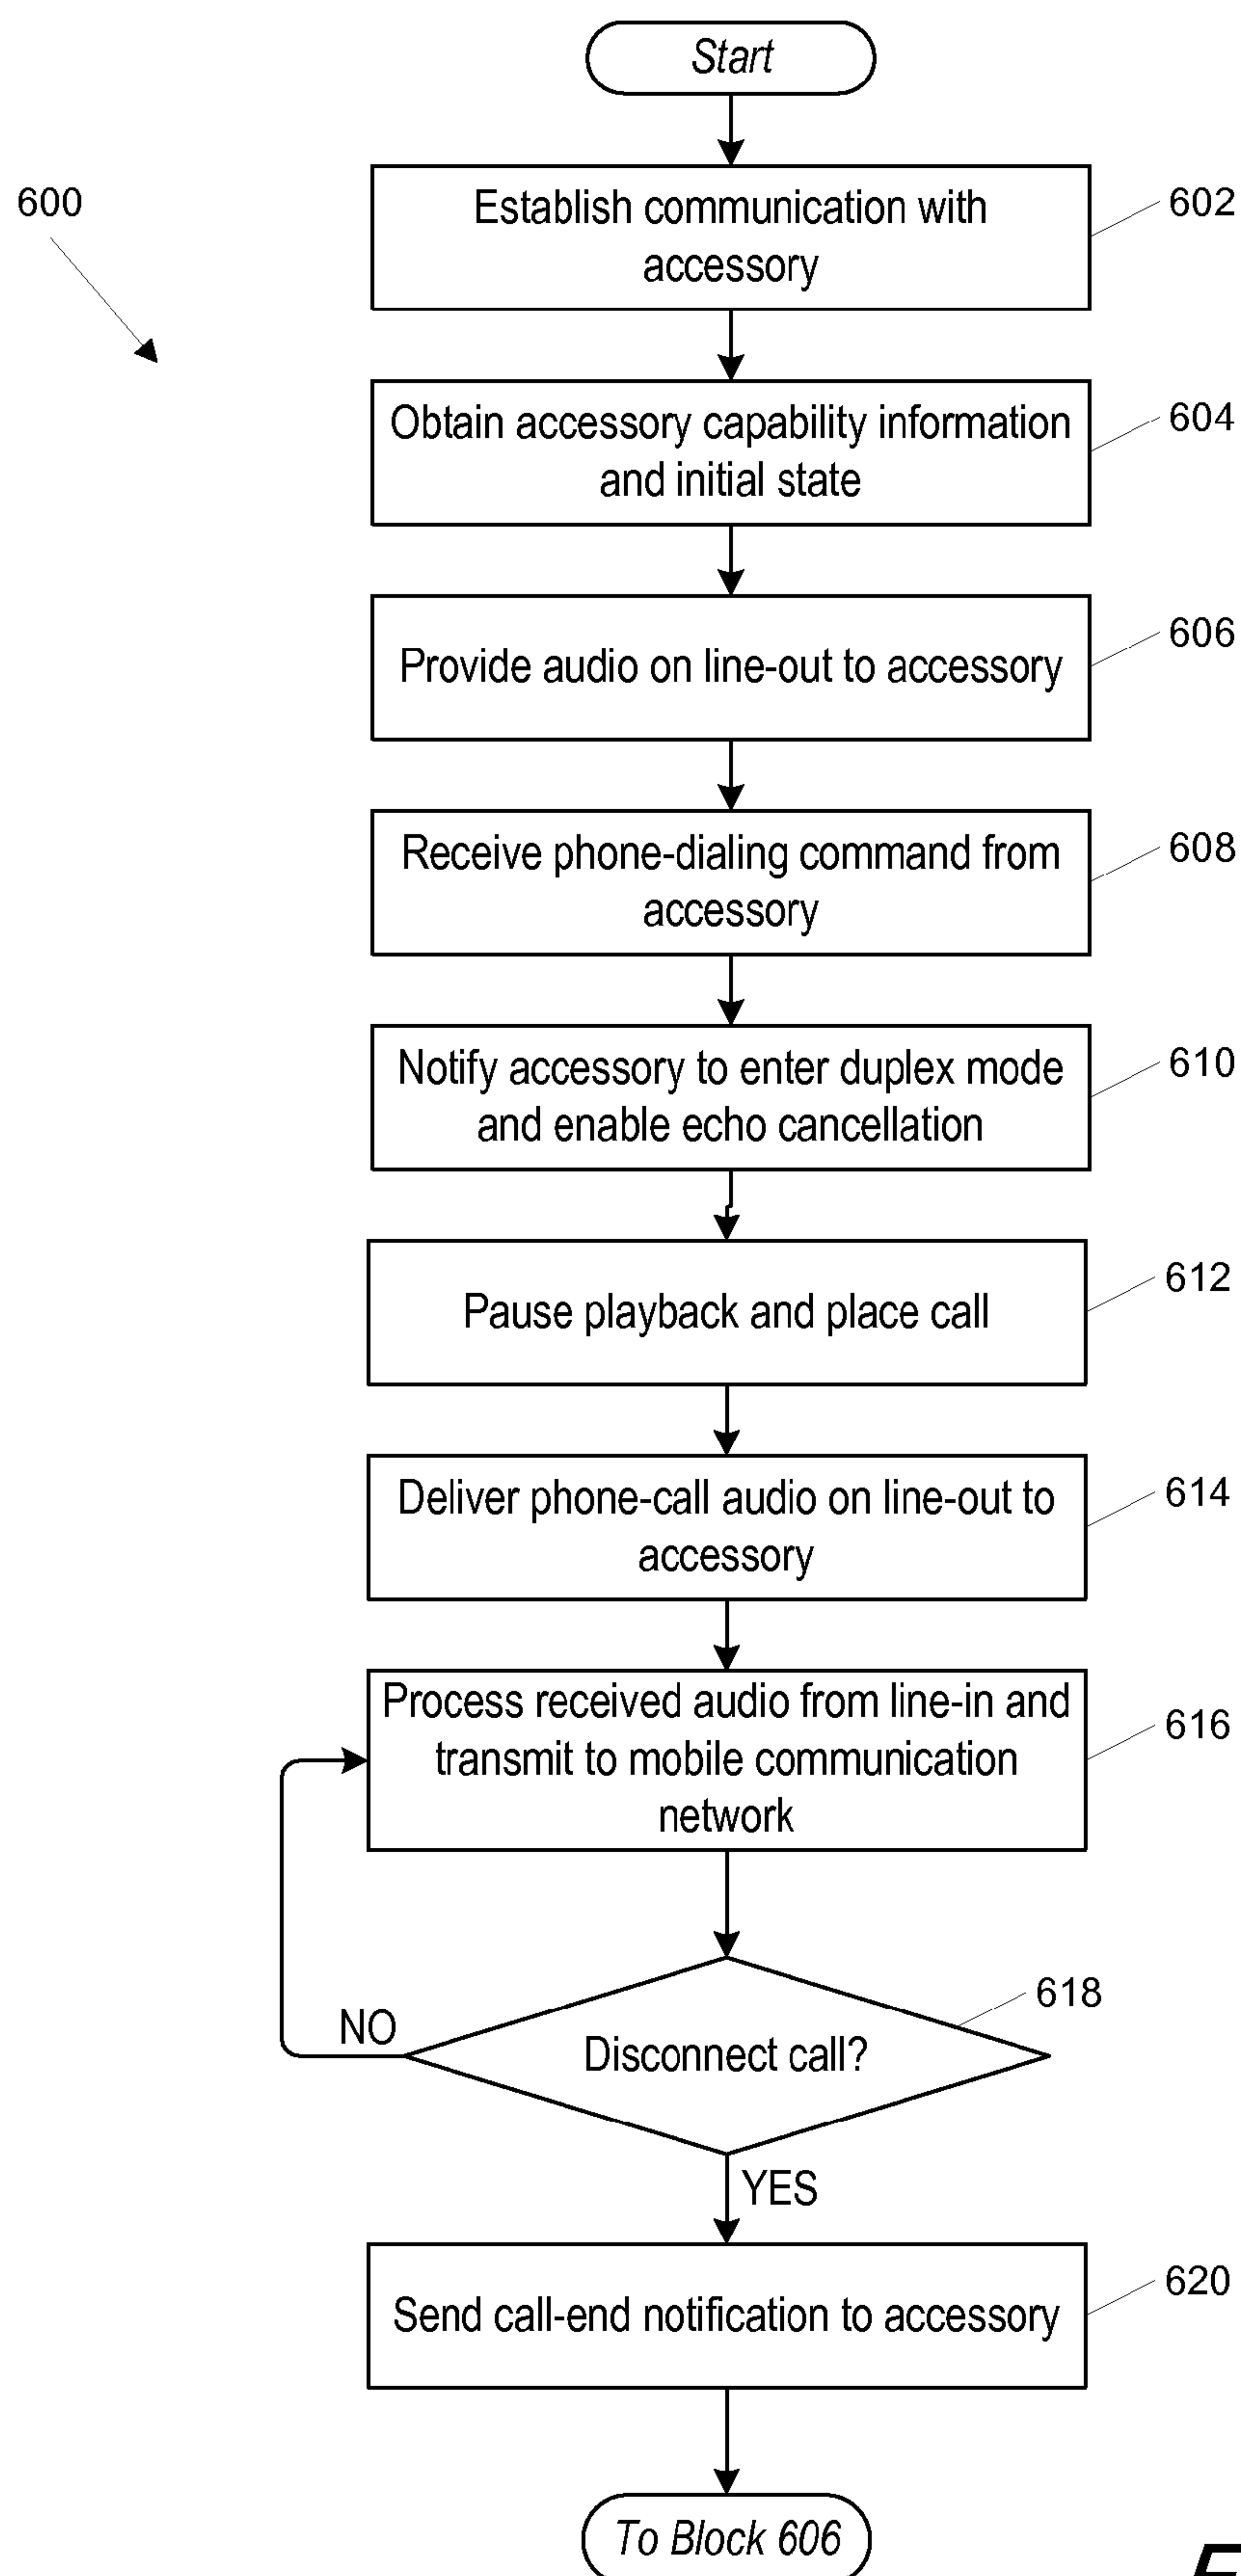 Start
600
Establish communication with
accessory
602
Obtain accessory capability information
and initial state
604
Provide audio on line-out to accessory
606
Receive phone-dialing command from
accessory
608
Notify accessory to enter duplex mode
and enable echo cancellation
610
Pause playback and place call
612
Deliver phone-call audio on line-out to
accessory
614
Process received audio from line-in and
transmit to mobile communication
network
616
Disconnect call?
618
NO
YES
Send call-end notification to accessory
620
To Block 606